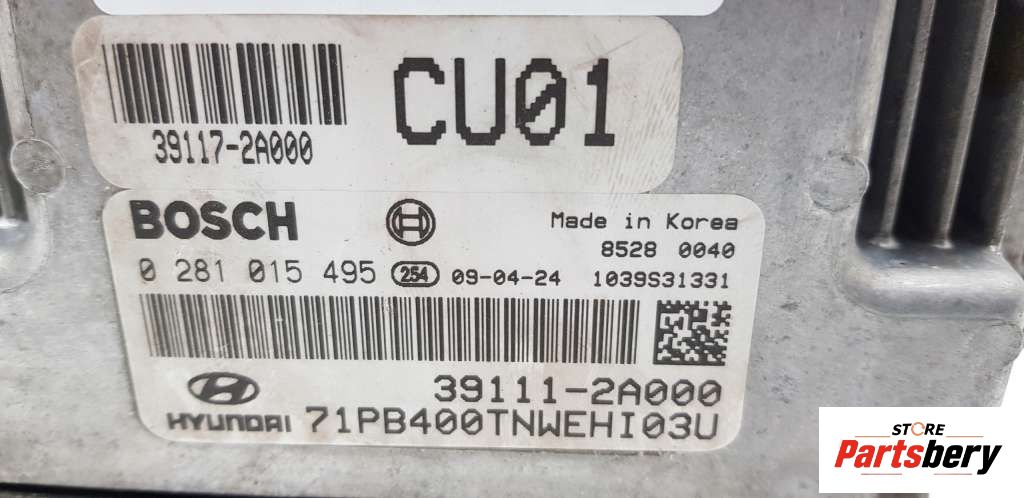 CU01
39117-2A000
BOSCH
Made in Korea
8528 0040
0 281 015 495 254 09-04-24 1039S31331
39111-2A000
HYUNDAI 71PB400TNWEHI03U
STORE
Partsbery